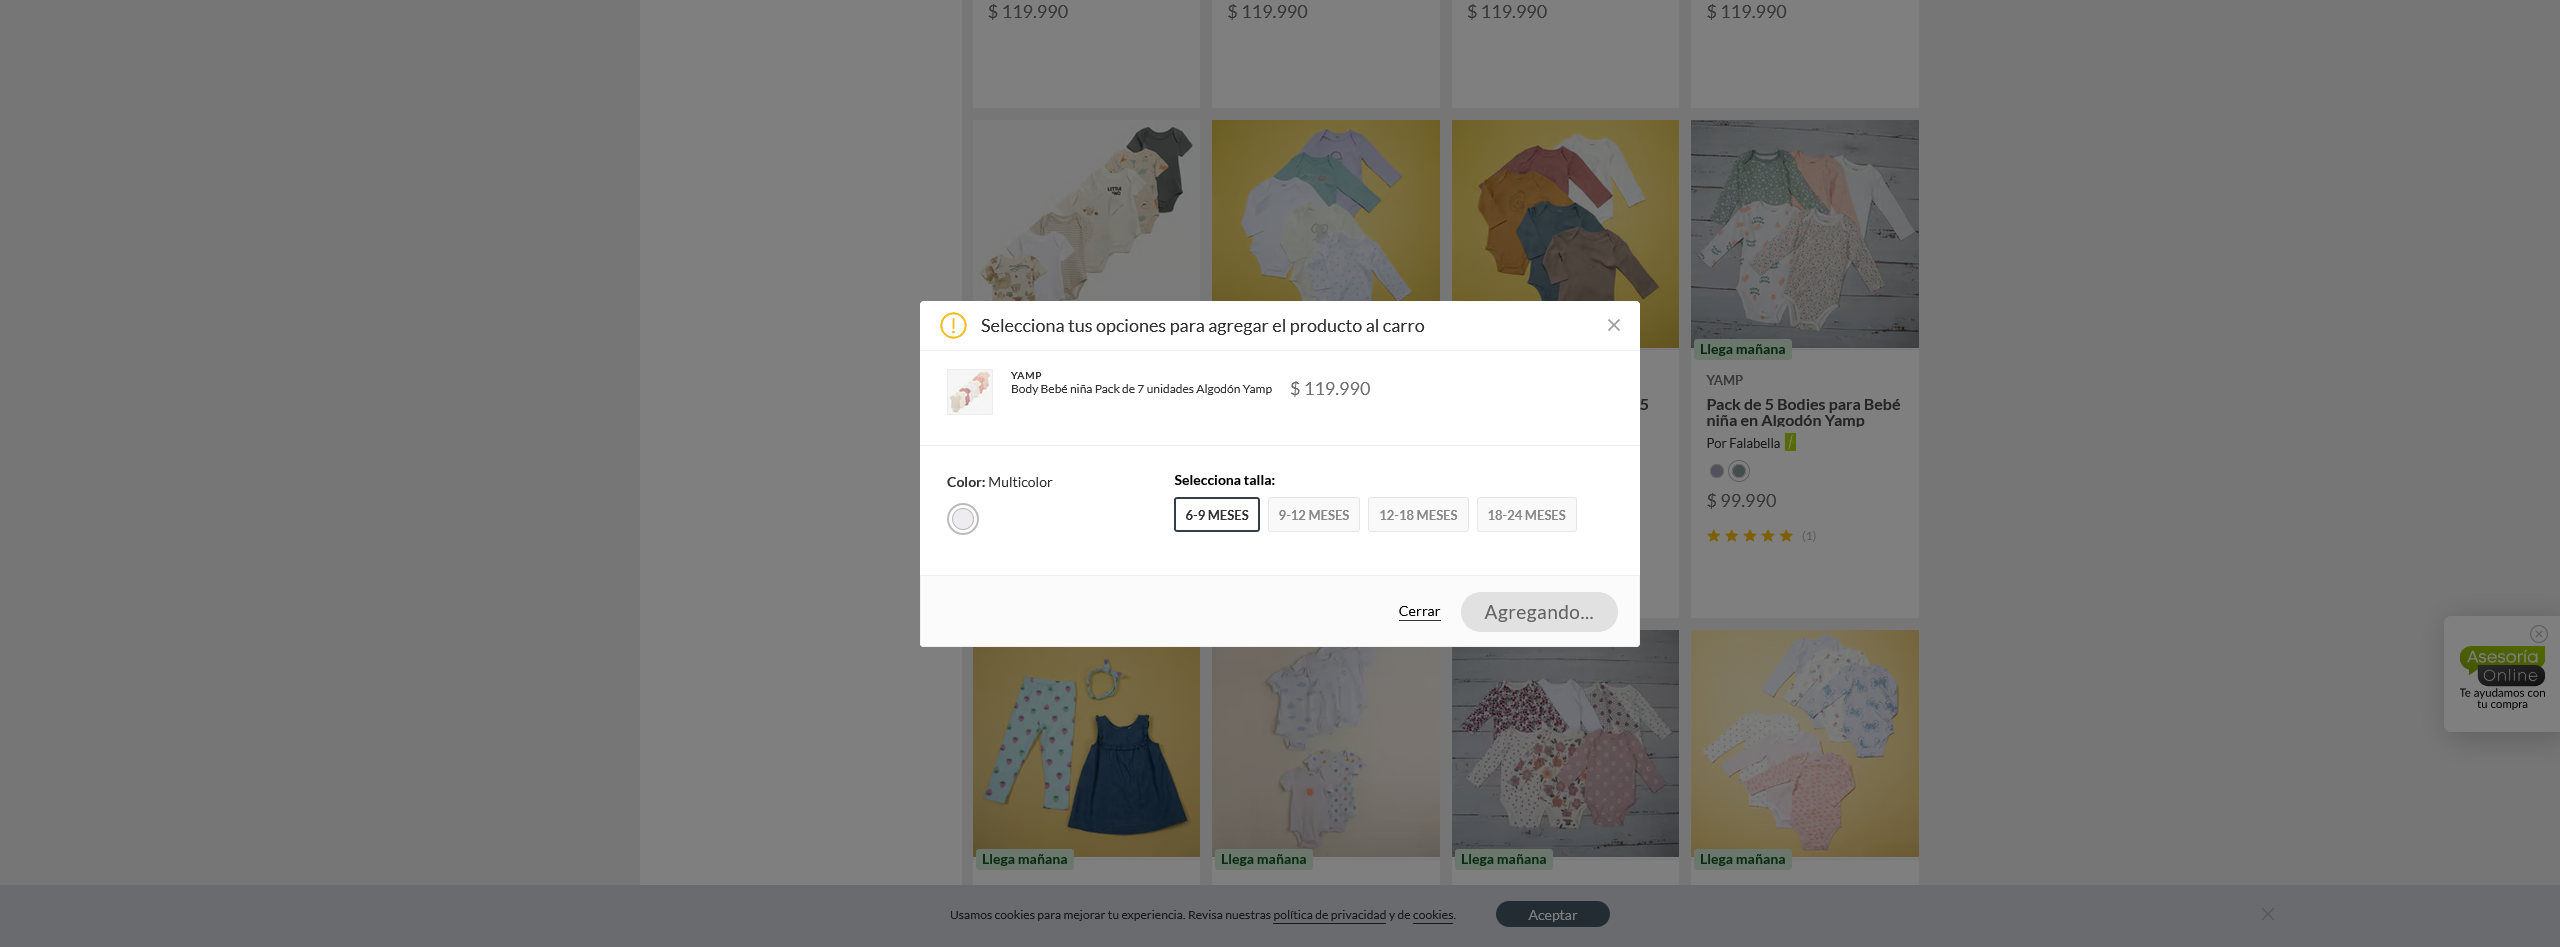 $ 119.990
$ 119.990
$ 119.990
$ 119.990
LITTLE
Selecciona tus opciones para agregar el producto al carro
YAMP
Body Bebé niña Pack de 7 unidades Algodón Yamp
$ 119.990
Color: Multicolor
Selecciona talla:
6-9 MESES
9-12 MESES
12-18 MESES
18-24 MESES
Cerrar
Agregando...
5
Llega mañana
YAMP
Pack de 5 Bodies para Bebé
niña en Algodón Yamp
Por Falabella
$ 99.990
(1)
Asesoría
Online
Te ayudamos con
tu compra
Llega mañana
Llega mañana
Llega mañana
Llega mañana
Usamos cookies para mejorar tu experiencia. Revisa nuestras política de privacidad y de cookies.
Aceptar